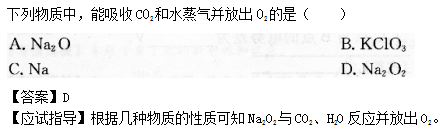 下列物质中，能吸收CO₂和水蒸气并放出O₂的是（　　）
A. Na₂O　　B. KClO₃
C. Na　　D. Na₂O₂
【答案】D
【应试指导】根据几种物质的性质可知Na₂O₂与CO₂、H₂O反应并放出O₂。